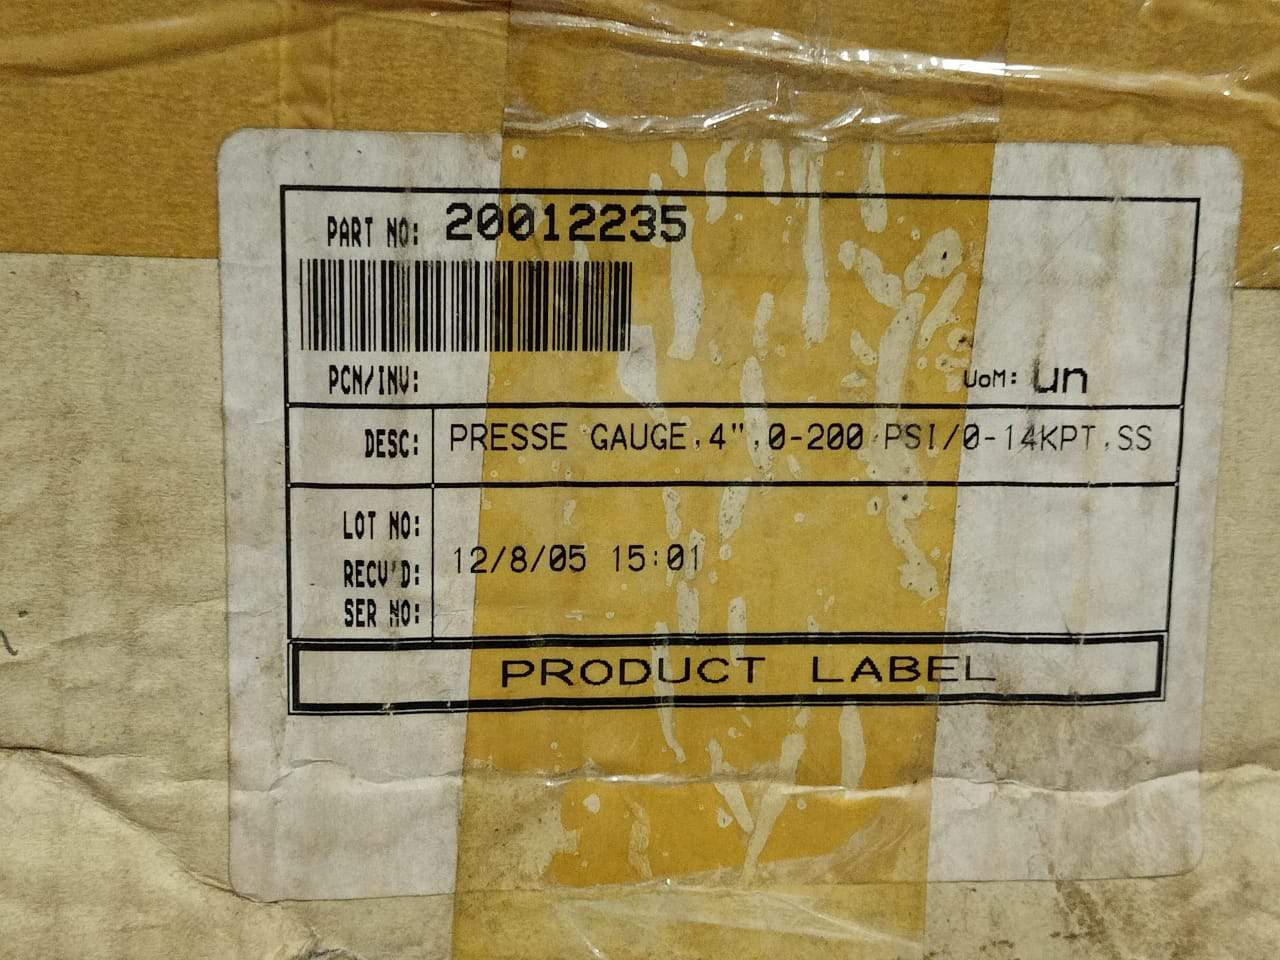 PART NO: 20012235
PCN/INV: UoM: un
DESC: PRESSE GAUGE,4",0-200 PSI/0-14KPT,SS
LOT NO:
RECV'D: 12/8/05 15:01
SER NO:
PRODUCT LABEL